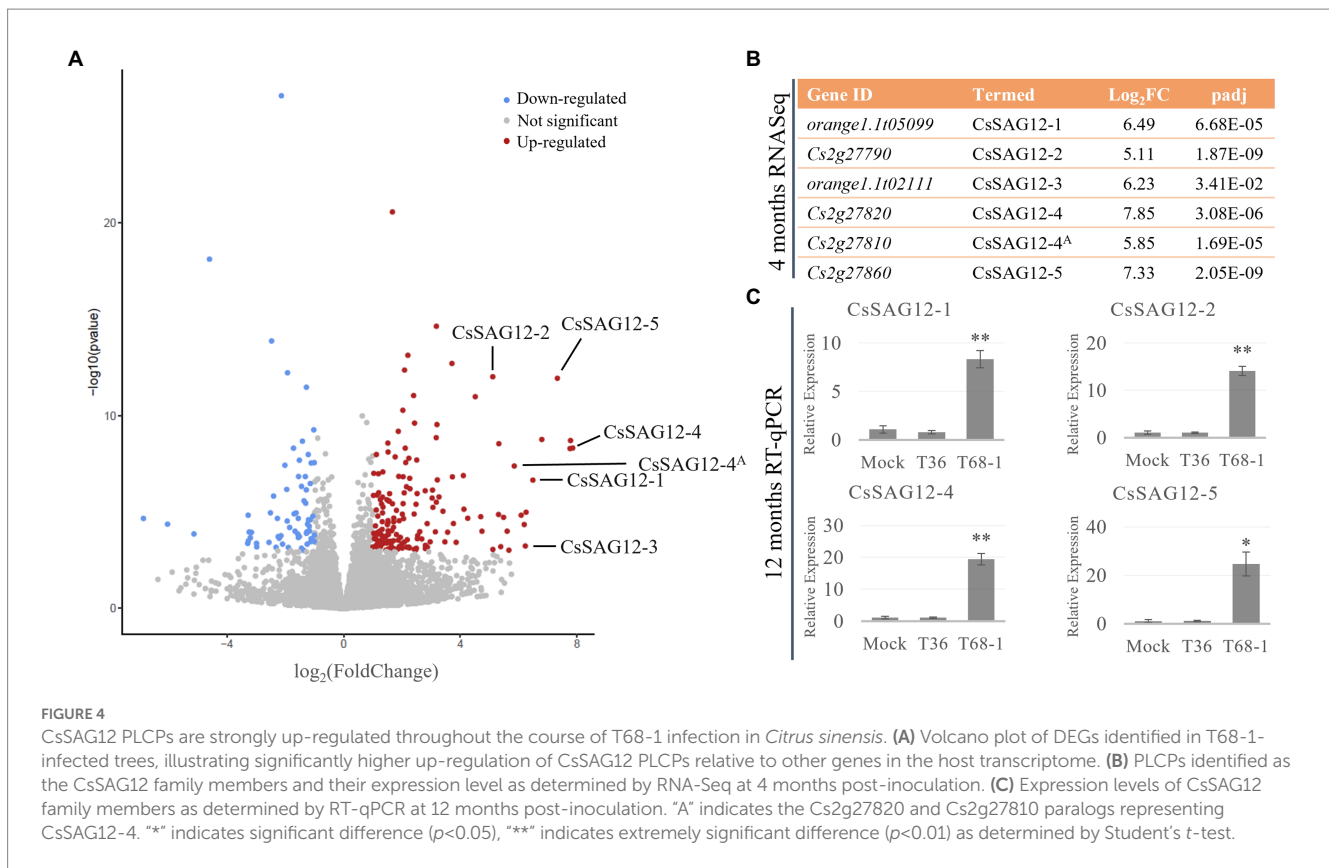 A
Down-regulated
Not significant
Up-regulated
−log10(pvalue)
20
10
0
−4
0
4
8
log2(FoldChange)
CsSAG12-2
CsSAG12-5
CsSAG12-4
CsSAG12-4ᴬ
CsSAG12-1
CsSAG12-3
B
4 months RNASeq
Gene ID Termed Log₂FC padj
orange1.1t05099 CsSAG12-1 6.49 6.68E-05
Cs2g27790 CsSAG12-2 5.11 1.87E-09
orange1.1t02111 CsSAG12-3 6.23 3.41E-02
Cs2g27820 CsSAG12-4 7.85 3.08E-06
Cs2g27810 CsSAG12-4ᴬ 5.85 1.69E-05
Cs2g27860 CsSAG12-5 7.33 2.05E-09
C
12 months RT-qPCR
CsSAG12-1
Relative Expression
10
5
0
**
Mock T36 T68-1
CsSAG12-2
Relative Expression
20
10
0
**
Mock T36 T68-1
CsSAG12-4
Relative Expression
30
20
10
0
**
Mock T36 T68-1
CsSAG12-5
Relative Expression
40
20
0
*
Mock T36 T68-1
FIGURE 4
CsSAG12 PLCPs are strongly up-regulated throughout the course of T68-1 infection in Citrus sinensis. (A) Volcano plot of DEGs identified in T68-1-
infected trees, illustrating significantly higher up-regulation of CsSAG12 PLCPs relative to other genes in the host transcriptome. (B) PLCPs identified as
the CsSAG12 family members and their expression level as determined by RNA-Seq at 4 months post-inoculation. (C) Expression levels of CsSAG12
family members as determined by RT-qPCR at 12 months post-inoculation. “A” indicates the Cs2g27820 and Cs2g27810 paralogs representing
CsSAG12-4. “*” indicates significant difference (p<0.05), “**” indicates extremely significant difference (p<0.01) as determined by Student’s t-test.